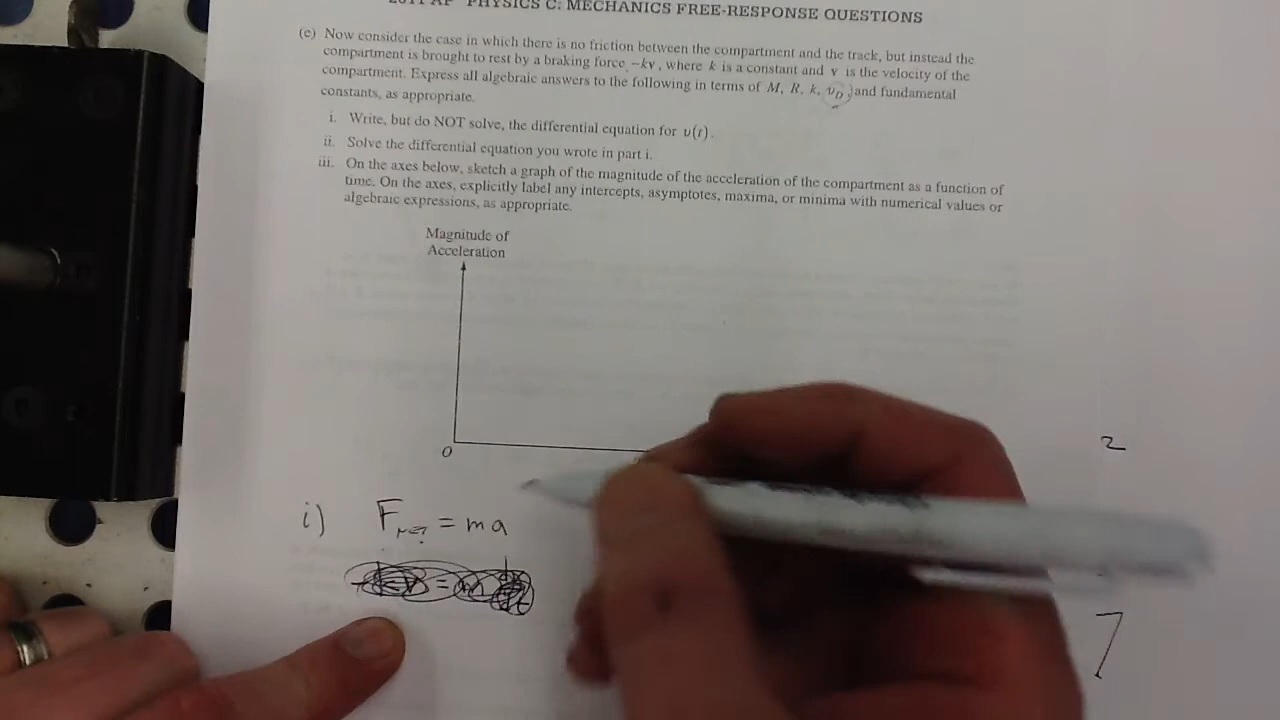 2011 AP PHYSICS C: MECHANICS FREE-RESPONSE QUESTIONS
(e) Now consider the case in which there is no friction between the compartment and the track, but instead the
compartment is brought to rest by a braking force -kv, where k is a constant and v is the velocity of the
compartment. Express all algebraic answers to the following in terms of M, R, k, υD, and fundamental
constants, as appropriate.
i. Write, but do NOT solve, the differential equation for υ(t).
ii. Solve the differential equation you wrote in part i.
iii. On the axes below, sketch a graph of the magnitude of the acceleration of the compartment as a function of
time. On the axes, explicitly label any intercepts, asymptotes, maxima, or minima with numerical values or
algebraic expressions, as appropriate.
Magnitude of
Acceleration
O
2
i) FNET = ma
7